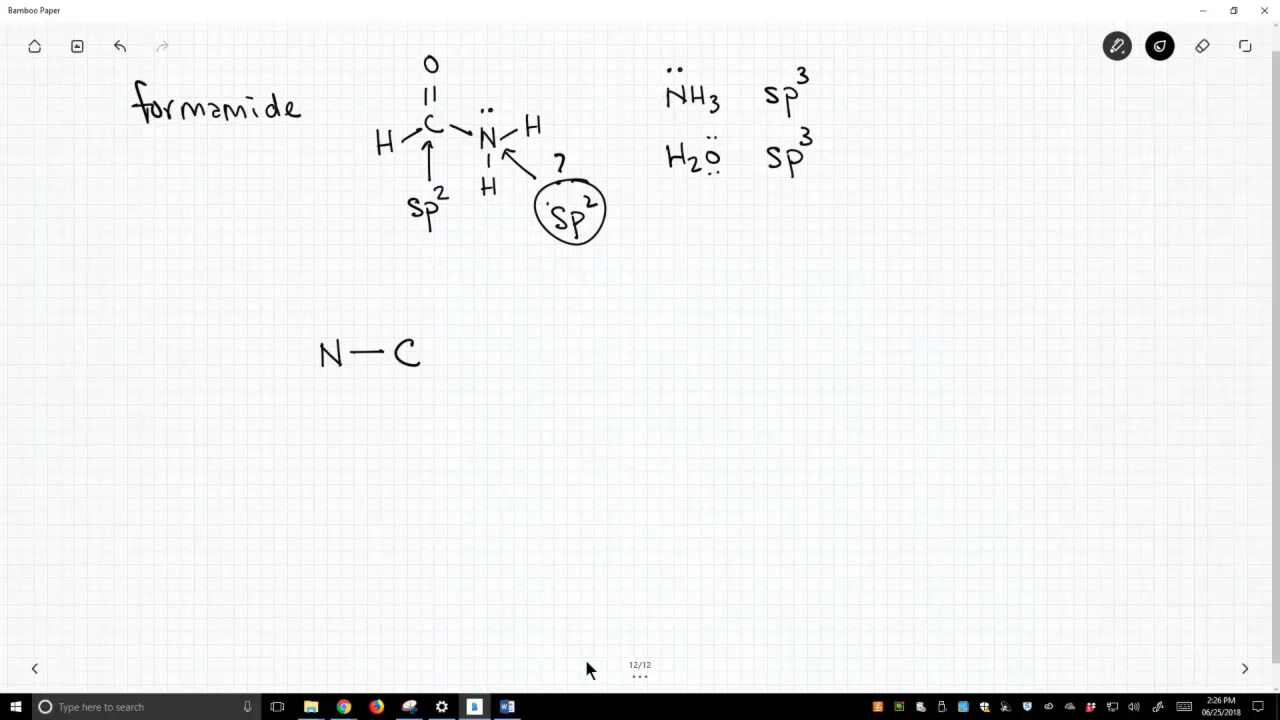 Bamboo Paper
formamide
O
||
H C N H
H
sp²
?
sp²
N̈H₃ sp³
H₂O sp³
N — C
12/12
Type here to search
2:26 PM
06/25/2018